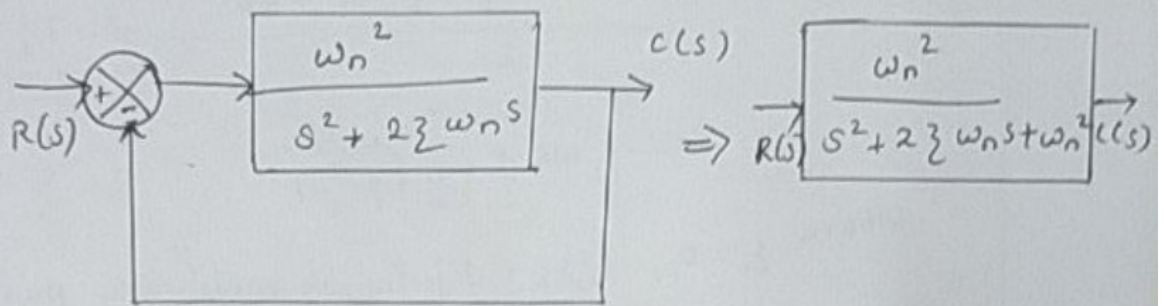 R(s)
+
-
ωn²
s² + 2ξωns
C(s)
⇒
R(s)
ωn²
s² + 2ξωns + ωn²
C(s)